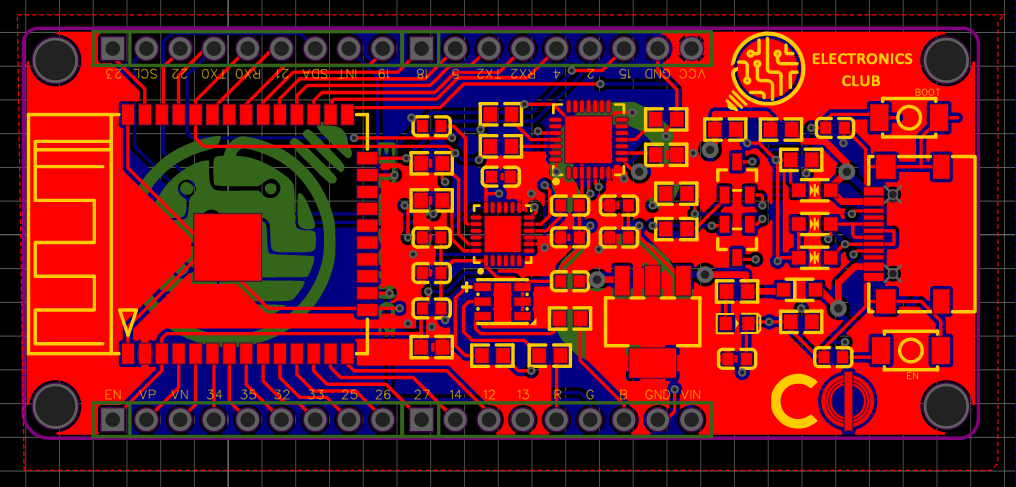 23 SCL 22 TX0 RX0 21 SDA INT 19 18 5 TX2 RX2 4 2 15 GND VCC
ELECTRONICS
CLUB
BOOT
+
EN
EN VP VN 34 35 32 33 25 26 27 14 12 13 R G B GND VIN